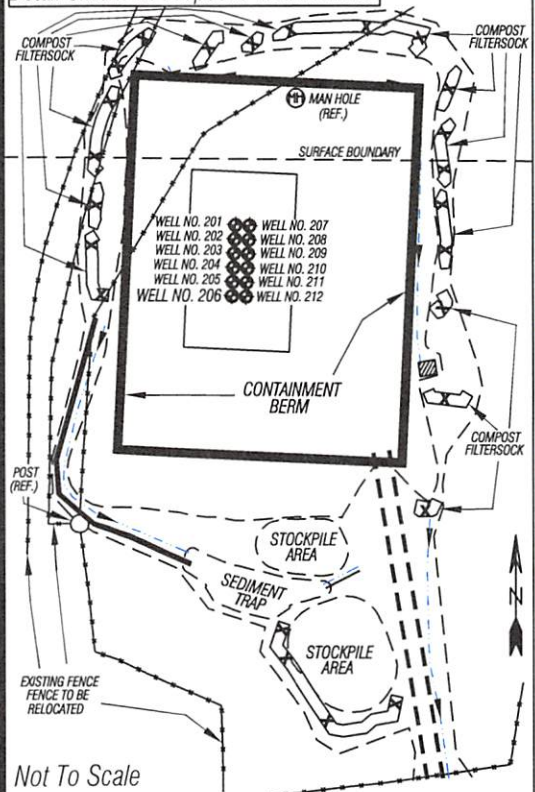 COMPOST
FILTERSOCK
COMPOST
FILTERSOCK
MH
MAN HOLE
(REF.)
SURFACE BOUNDARY
WELL NO. 201
WELL NO. 207
WELL NO. 202
WELL NO. 208
WELL NO. 203
WELL NO. 209
WELL NO. 204
WELL NO. 210
WELL NO. 205
WELL NO. 211
WELL NO. 206
WELL NO. 212
CONTAINMENT
BERM
COMPOST
FILTERSOCK
POST
(REF.)
STOCKPILE
AREA
SEDIMENT
TRAP
N
STOCKPILE
AREA
EXISTING FENCE
FENCE TO BE
RELOCATED
Not To Scale